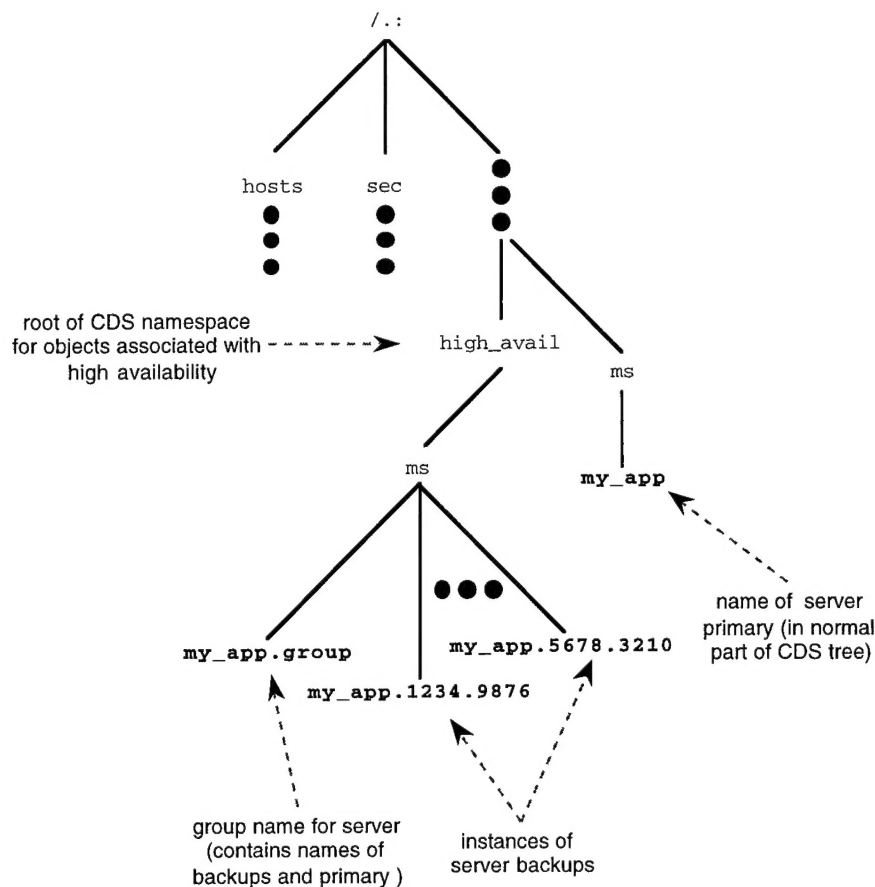 /.:
hosts
sec
root of CDS namespace
for objects associated with
high availability
high_avail
ms
ms
my_app
name of server
primary (in normal
part of CDS tree)
my_app.group
my_app.5678.3210
my_app.1234.9876
group name for server
(contains names of
backups and primary )
instances of
server backups